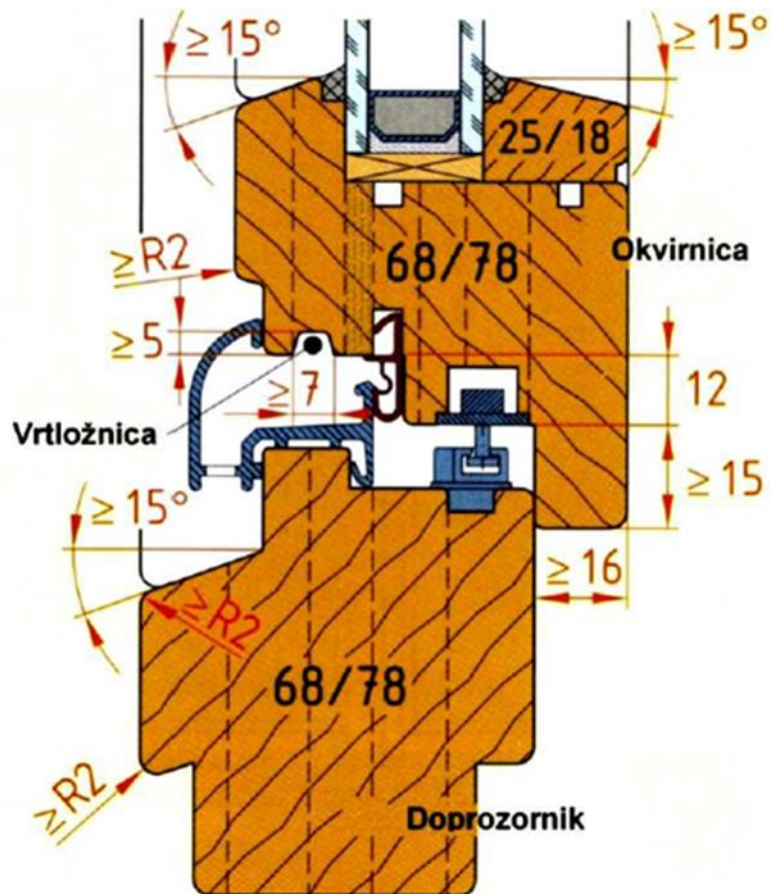 ≥ 15°
≥ 15°
25/18
≥R2
68/78
Okvirnica
≥5
≥ 7
12
Vrtložnica
≥ 15
≥ 15°
≥ 16
≥R2
68/78
≥R2
Doprozornik